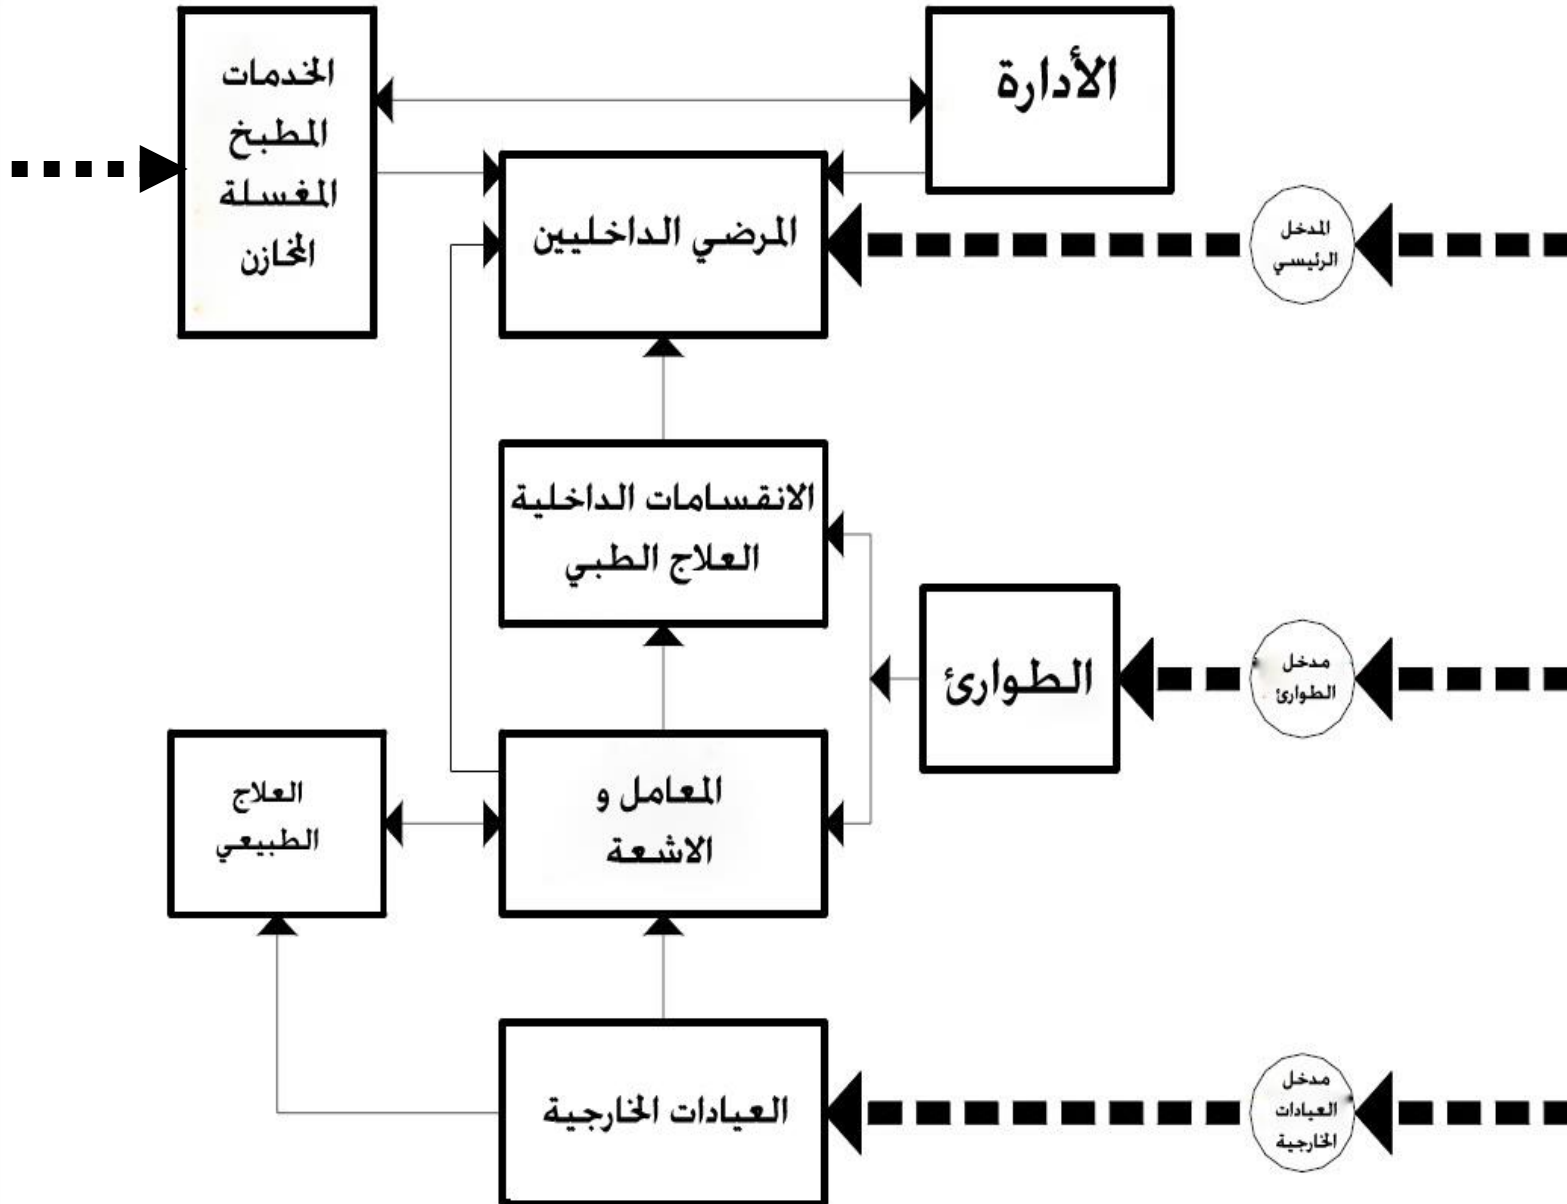 الأدارة
الخدمات
المطبخ
المغسلة
المخازن
المرضي الداخليين
المدخل
الرئيسي
الانقسامات الداخلية
العلاج الطبي
الطوارئ
مدخل
الطوارئ
المعامل و
الاشعة
العلاج
الطبيعي
العيادات الخارجية
مدخل
العيادات
الخارجية